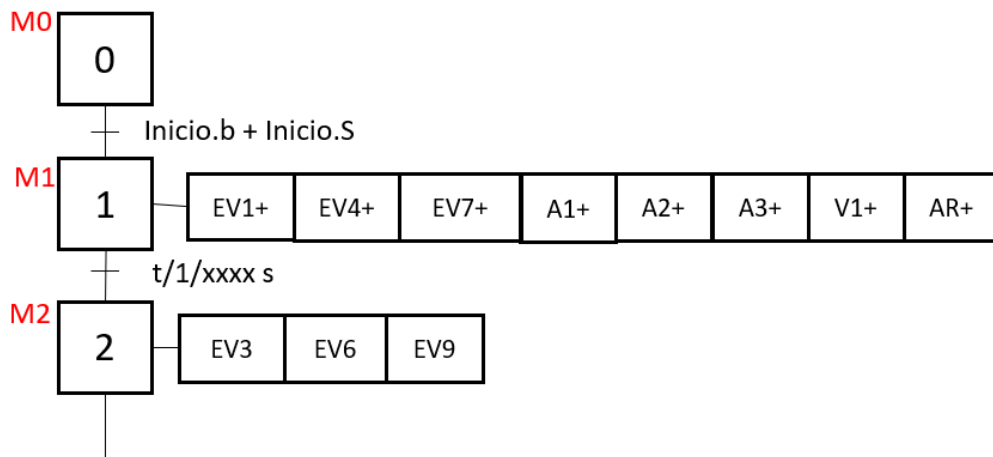 M0
0
Inicio.b + Inicio.S
M1
1
EV1+ EV4+ EV7+ A1+ A2+ A3+ V1+ AR+
t/1/xxxx s
M2
2
EV3 EV6 EV9